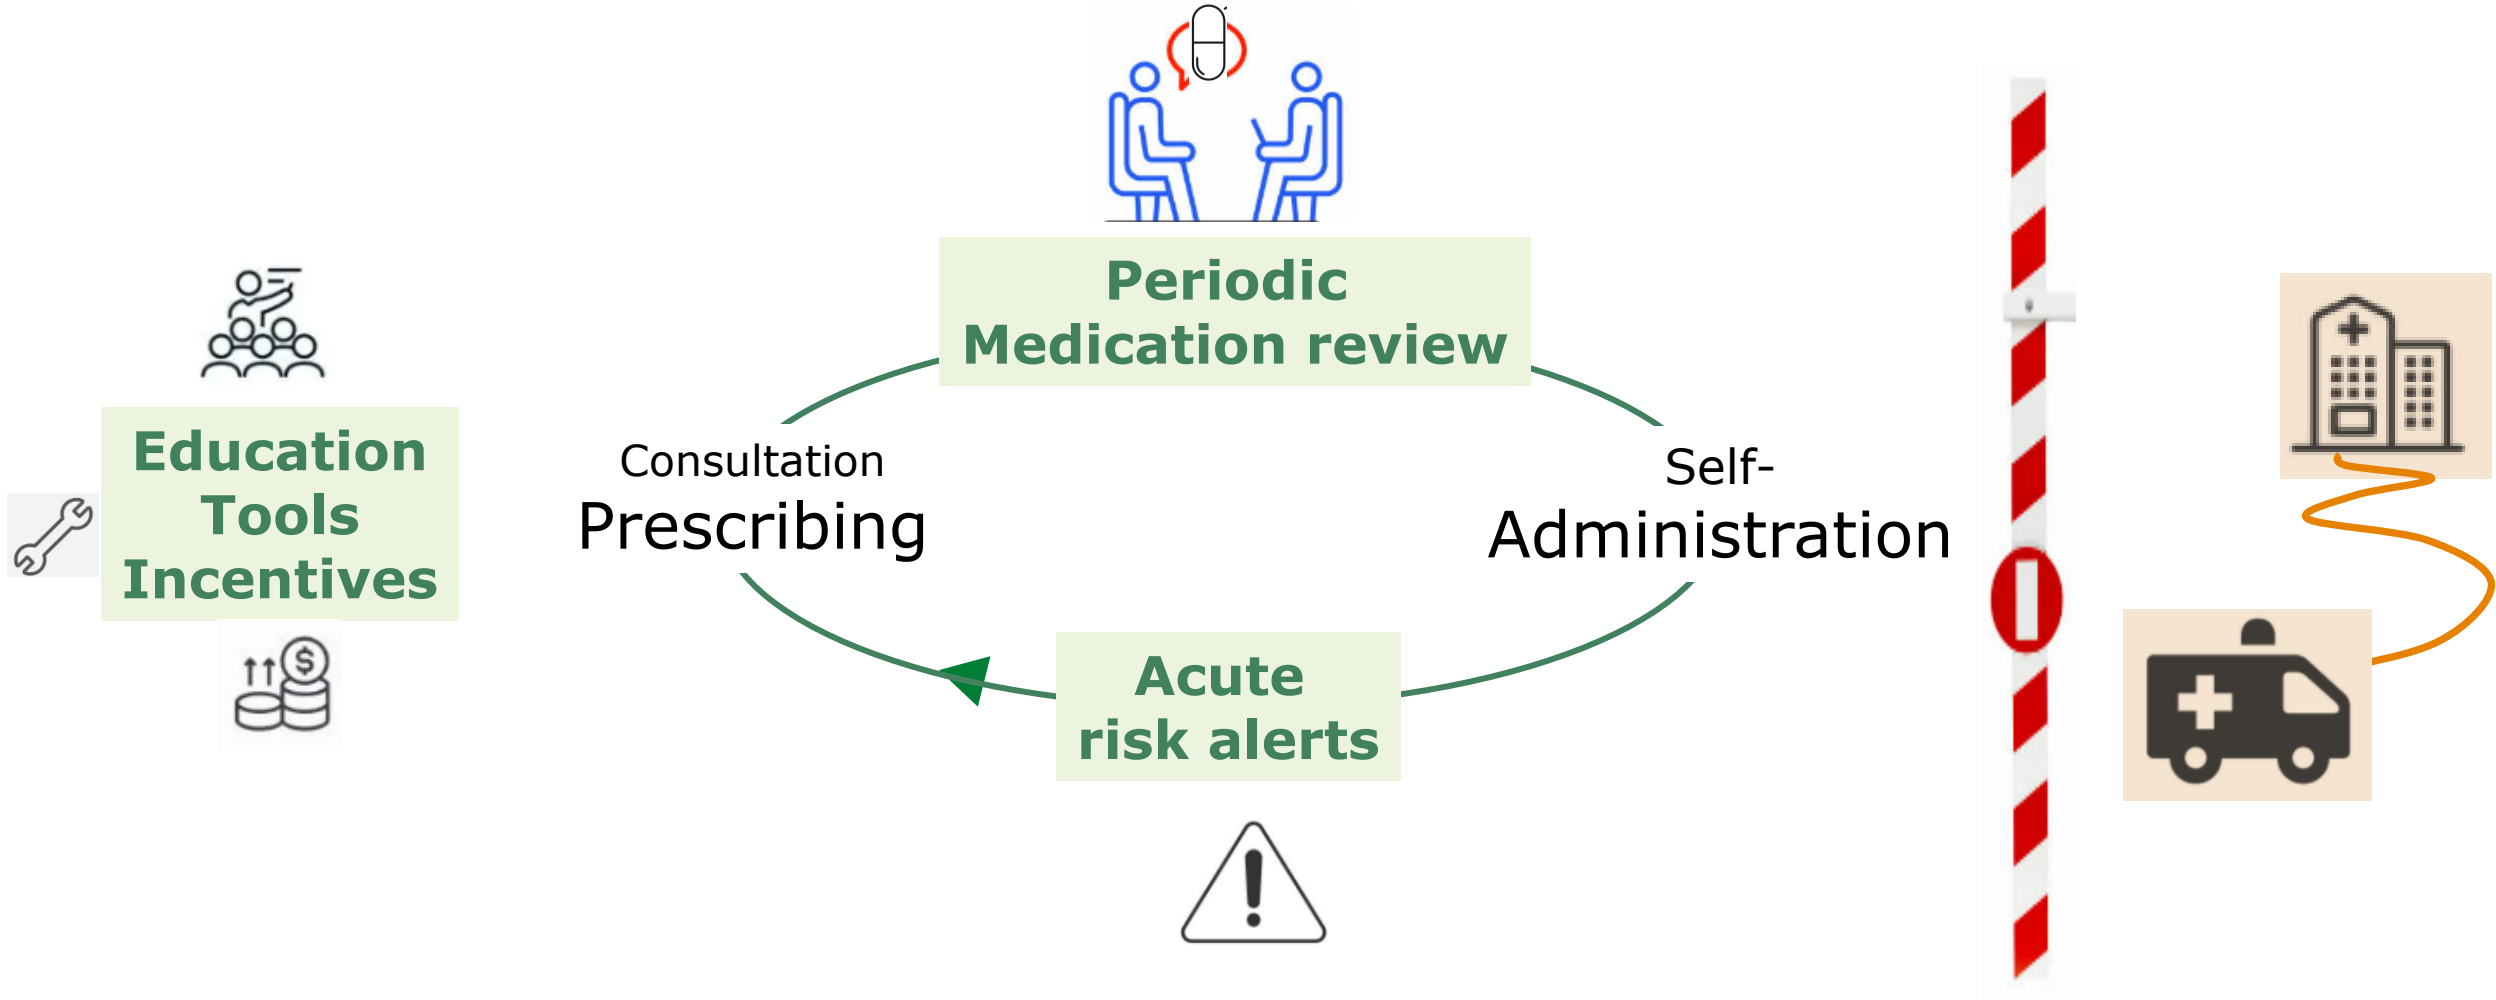 Periodic
Medication review
Education
Tools
Incentives
Consultation
Prescribing
Self-
Administration
Acute
risk alerts
$